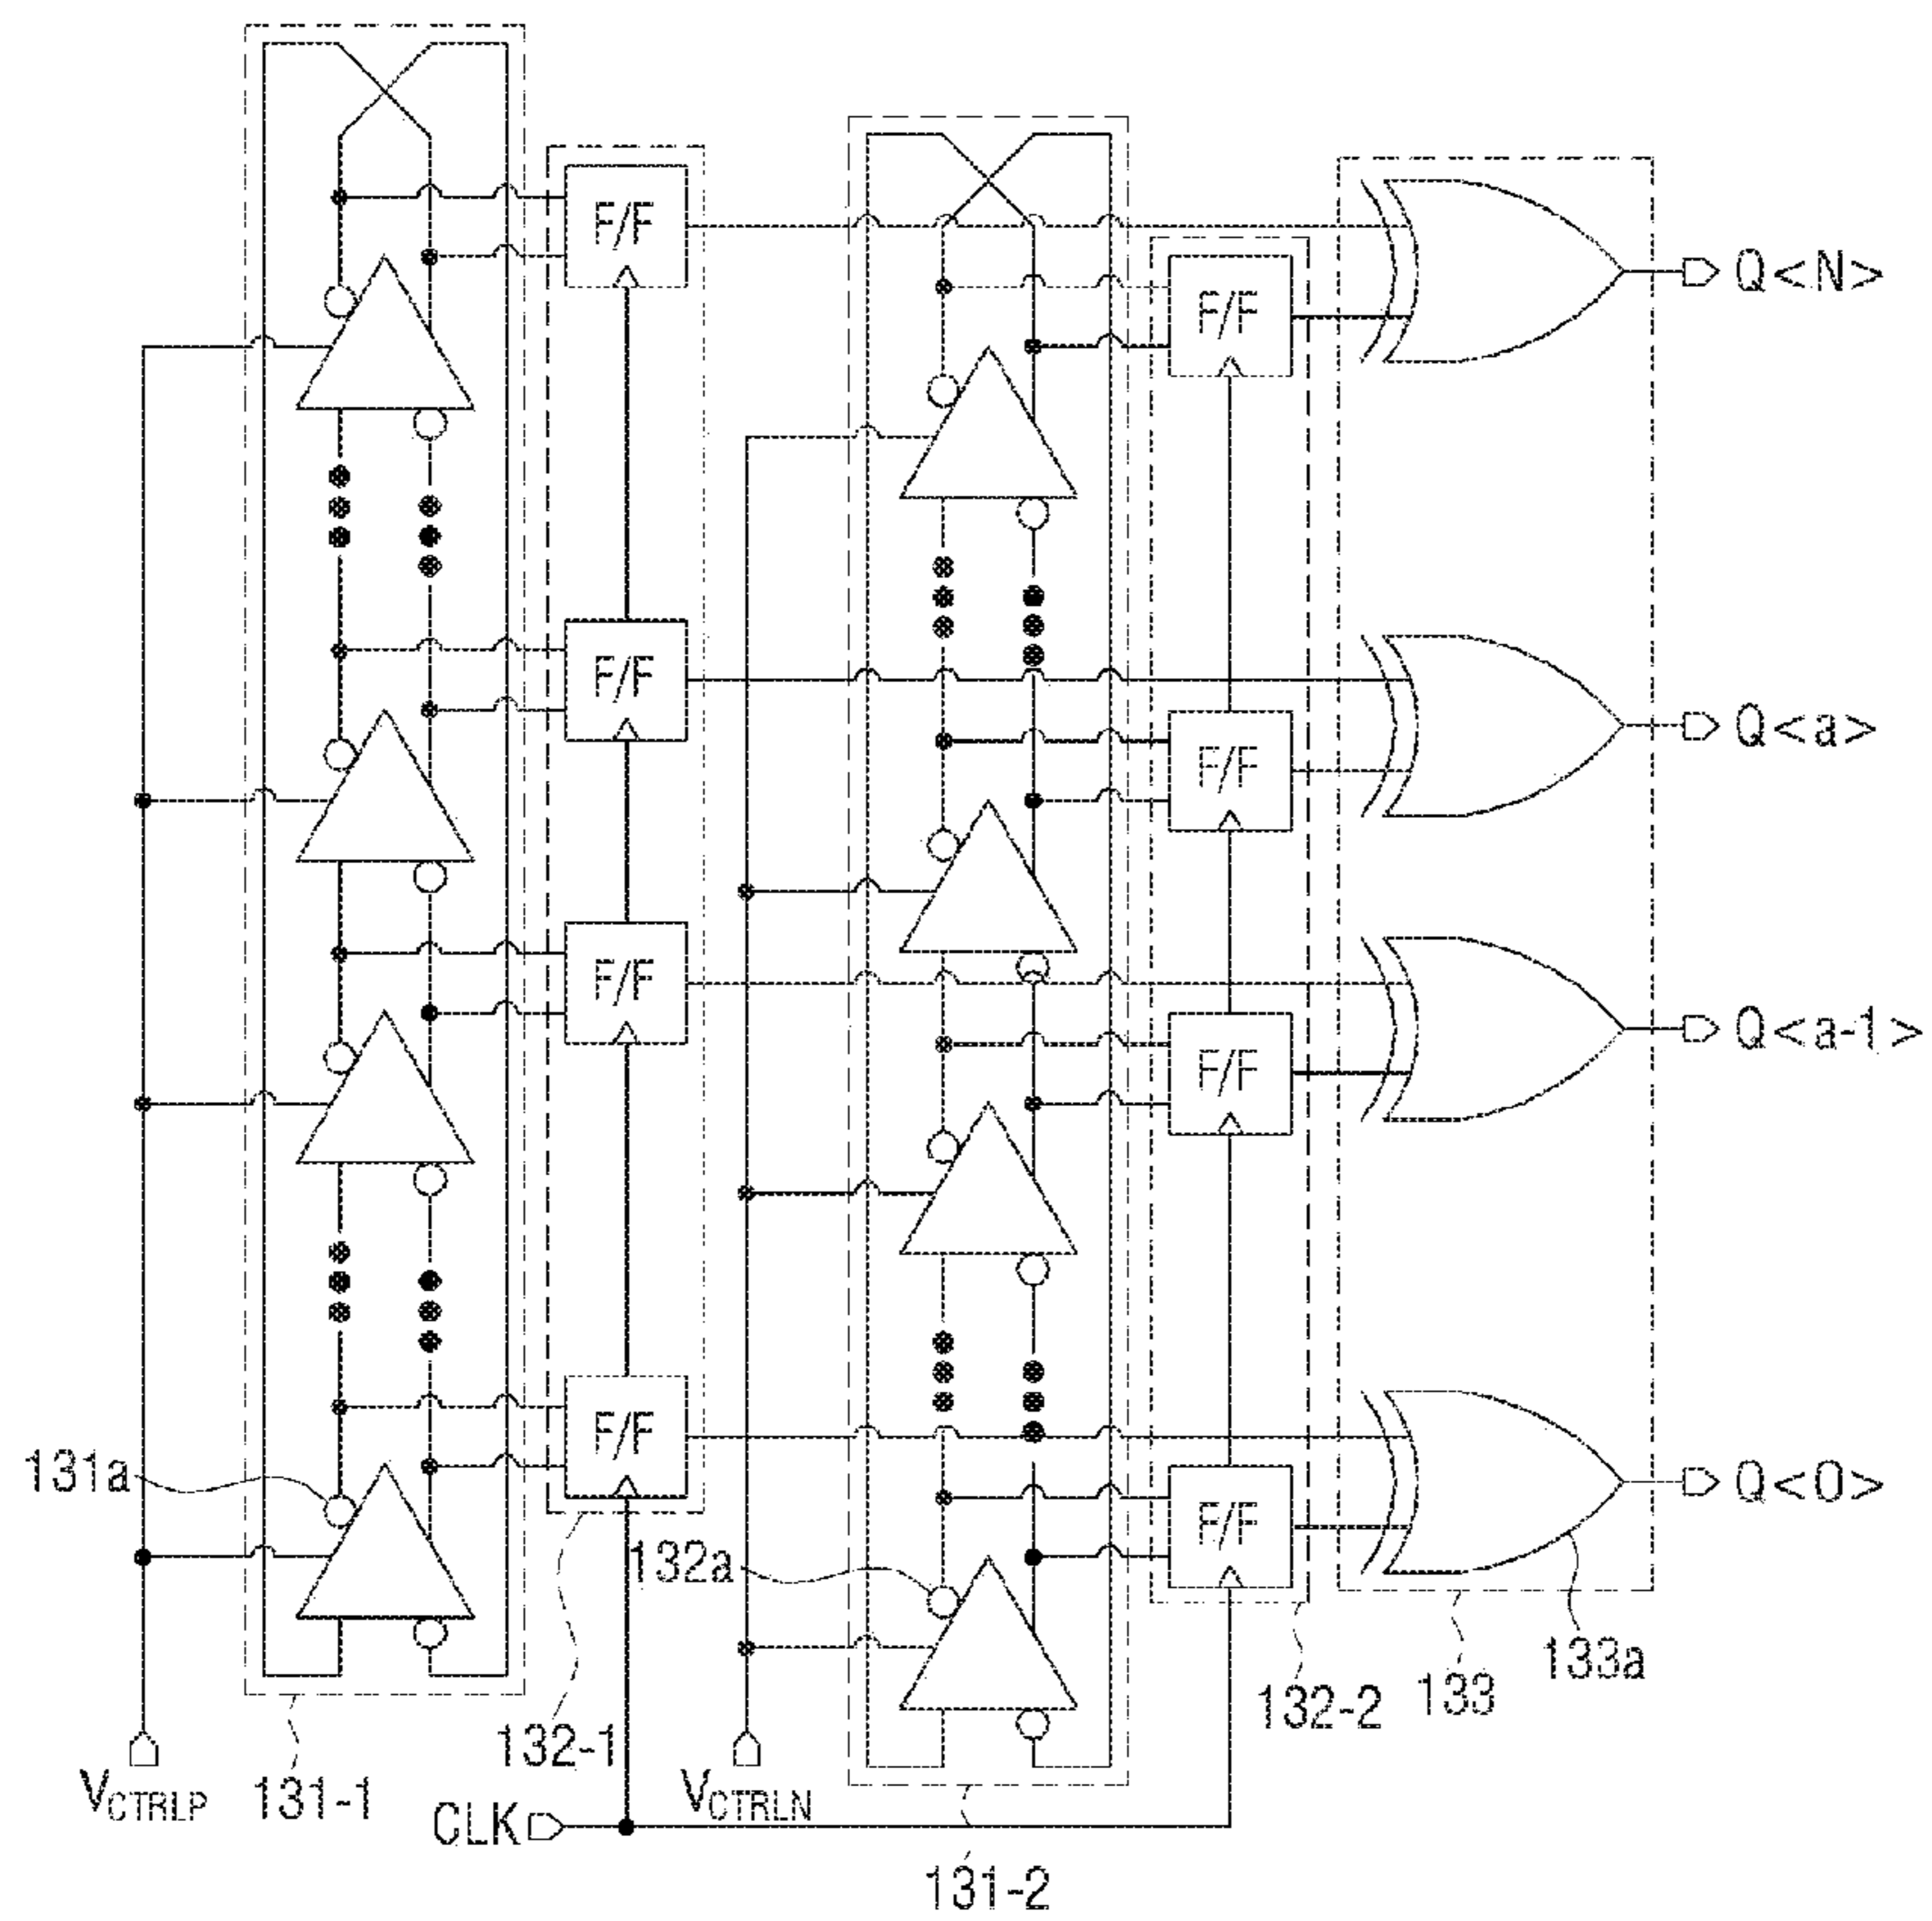 F/F
Q<N>
F/F
F/F
Q<a>
F/F
F/F
Q<a-1>
F/F
F/F
131a
Q<0>
F/F
132a
133a
133
132-2
132-1
131-1
VCTRLP
VCTRLN
CLK
131-2